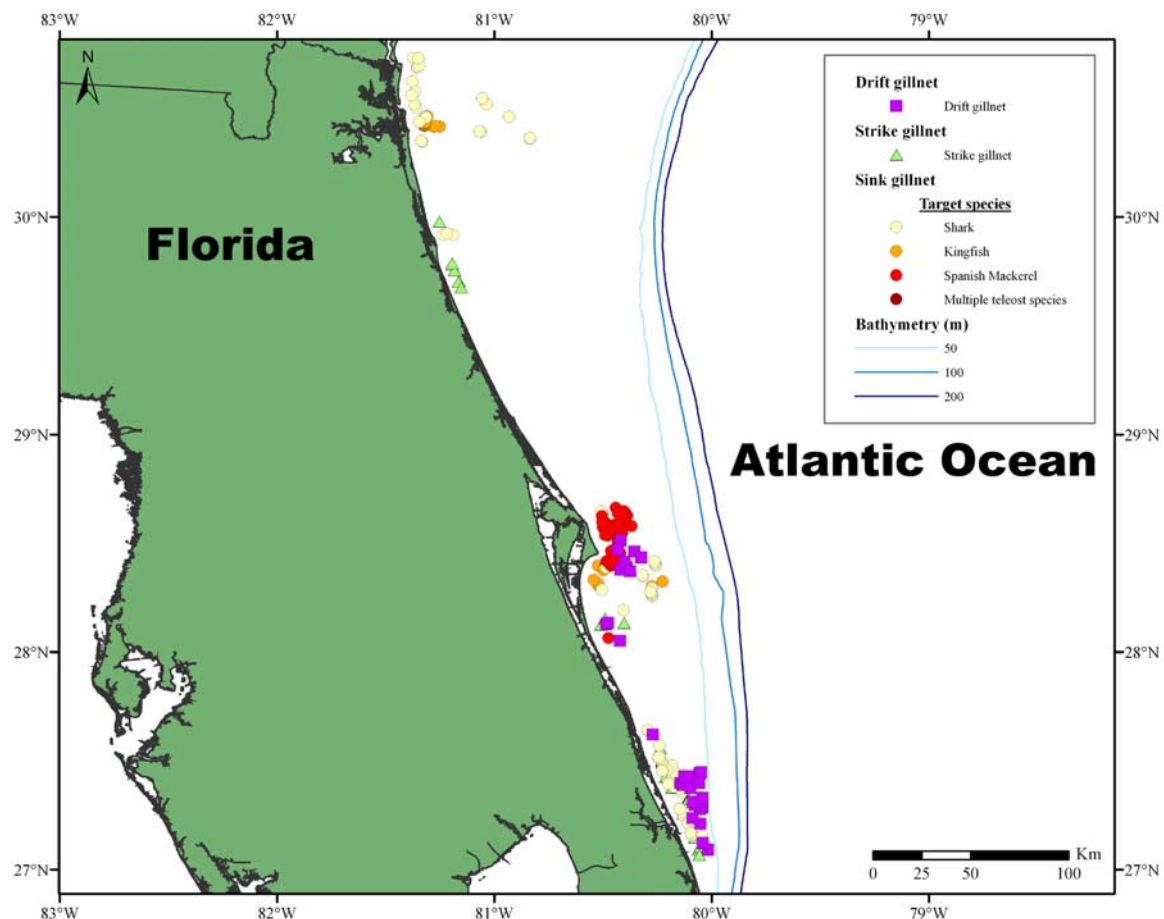 83°W 82°W 81°W 80°W 79°W
N
Drift gillnet
Drift gillnet
Strike gillnet
Strike gillnet
Sink gillnet
Target species
Shark
Kingfish
Spanish Mackerel
Multiple teleost species
Bathymetry (m)
50
100
200
30°N 30°N
Florida
29°N 29°N
Atlantic Ocean
28°N 28°N
Km
0 25 50 100
27°N 27°N
83°W 82°W 81°W 80°W 79°W